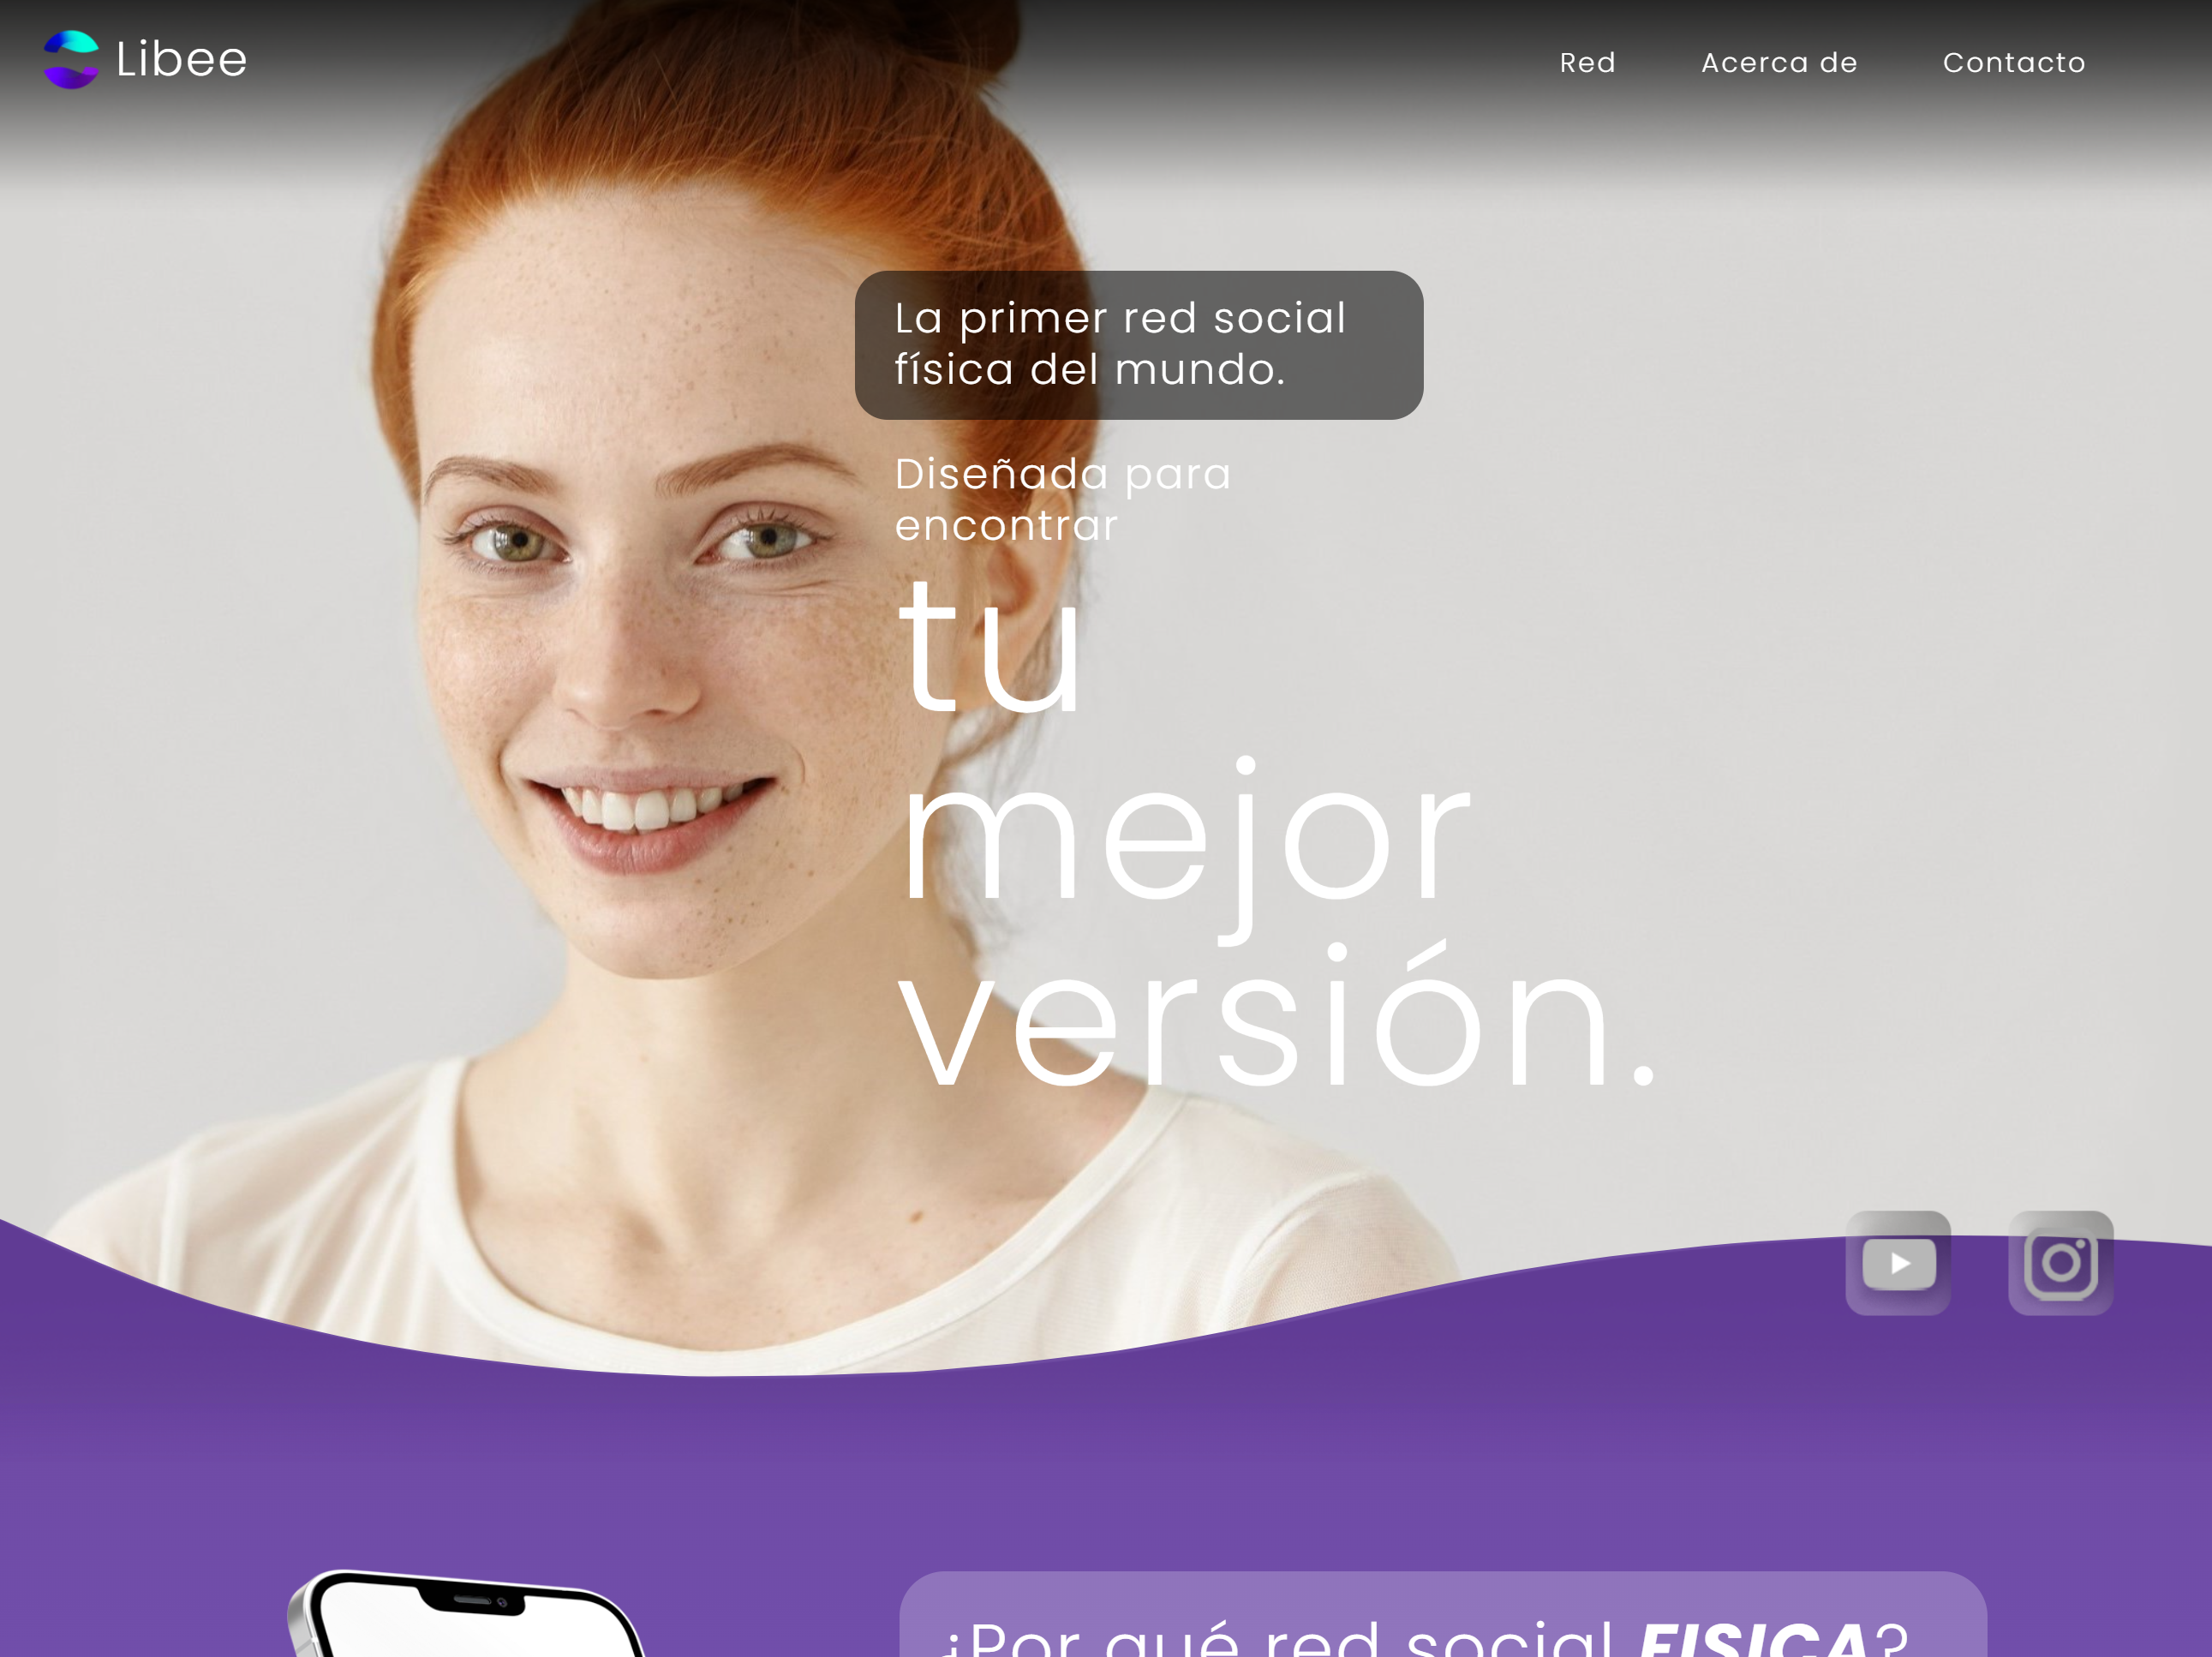 Libee
Red
Acerca de
Contacto
La primer red social
física del mundo.
Diseñada para
encontrar
tu
mejor
versión.
¿Por qué red social FISICA?